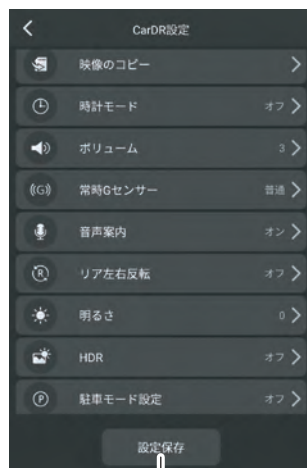 CarDR設定
映像のコピー
時計モード オフ
ボリューム 3
常時Gセンサー 普通
音声案内 オン
リア左右反転 オフ
明るさ 0
HDR オフ
駐車モード設定 オフ
設定保存